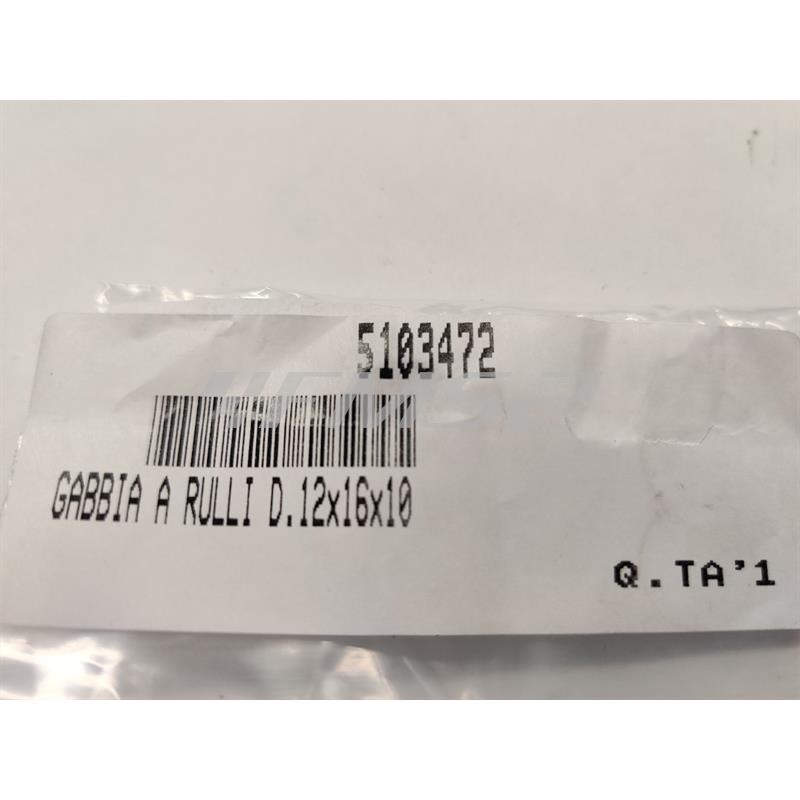 5103472
GABBIA A RULLI D.12x16x10
Q.TA'1